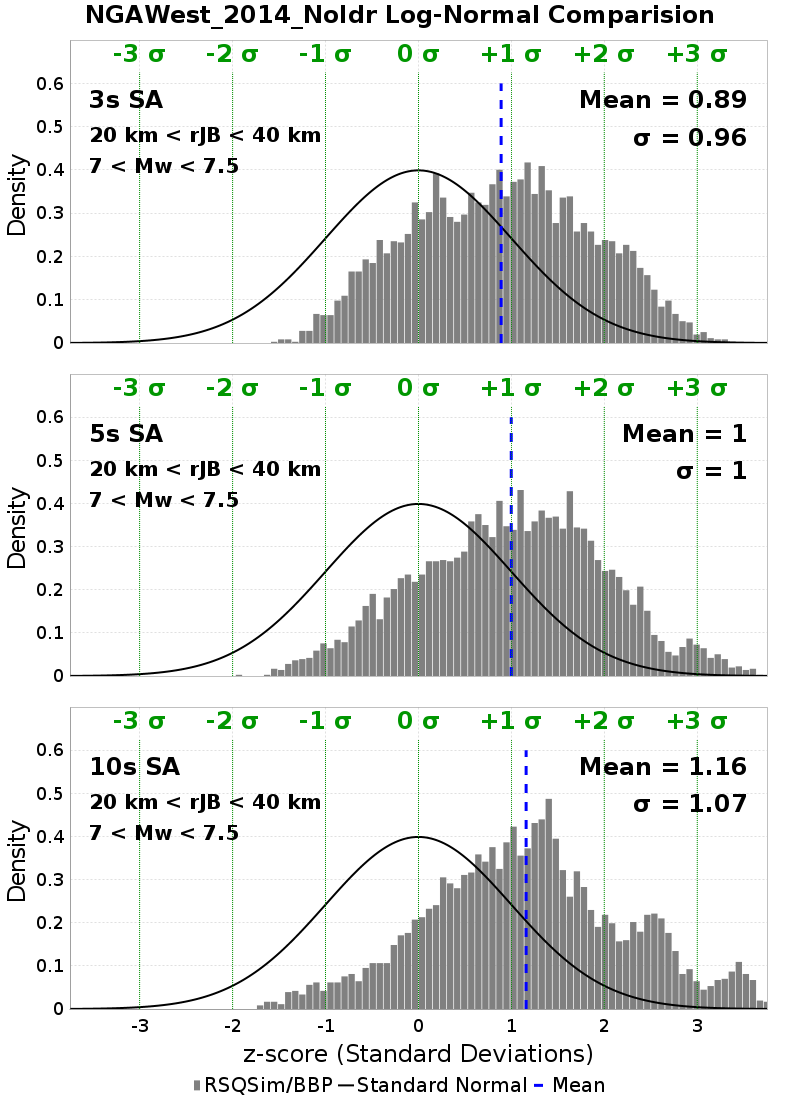 NGAWest_2014_NoIdr Log-Normal Comparision
-3 σ -2 σ -1 σ 0 σ +1 σ +2 σ +3 σ
3s SA
20 km < rJB < 40 km
7 < Mw < 7.5
Mean = 0.89
σ = 0.96
0.6
0.5
0.4
0.3
0.2
0.1
0
Density
-3 σ -2 σ -1 σ 0 σ +1 σ +2 σ +3 σ
5s SA
20 km < rJB < 40 km
7 < Mw < 7.5
Mean = 1
σ = 1
0.6
0.5
0.4
0.3
0.2
0.1
0
Density
-3 σ -2 σ -1 σ 0 σ +1 σ +2 σ +3 σ
10s SA
20 km < rJB < 40 km
7 < Mw < 7.5
Mean = 1.16
σ = 1.07
0.6
0.5
0.4
0.3
0.2
0.1
0
Density
-3 -2 -1 0 1 2 3
z-score (Standard Deviations)
RSQSim/BBP Standard Normal Mean